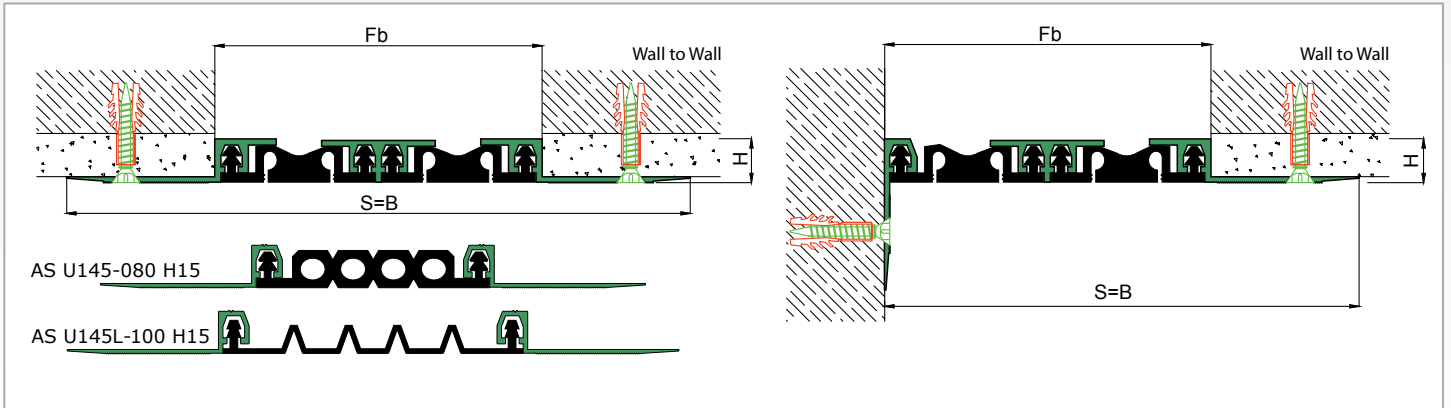 Fb
Wall to Wall
H
S=B
AS U145-080 H15
AS U145L-100 H15
Fb
Wall to Wall
H
S=B